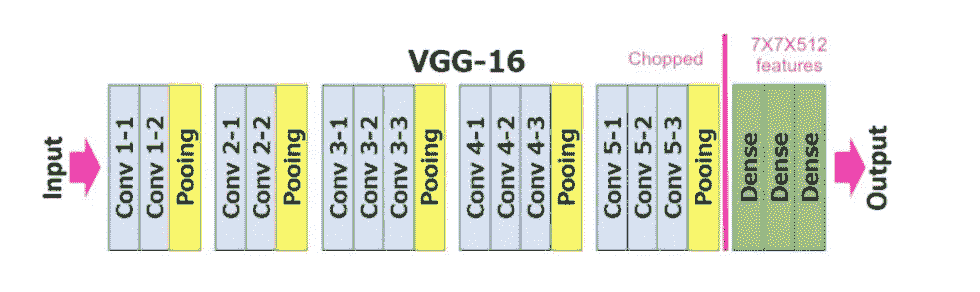 VGG-16
Chopped
7X7X512
features
Input
Conv 1-1
Conv 1-2
Pooing
Conv 2-1
Conv 2-2
Pooing
Conv 3-1
Conv 3-2
Conv 3-3
Pooing
Conv 4-1
Conv 4-2
Conv 4-3
Pooing
Conv 5-1
Conv 5-2
Conv 5-3
Pooing
Dense
Dense
Dense
Output